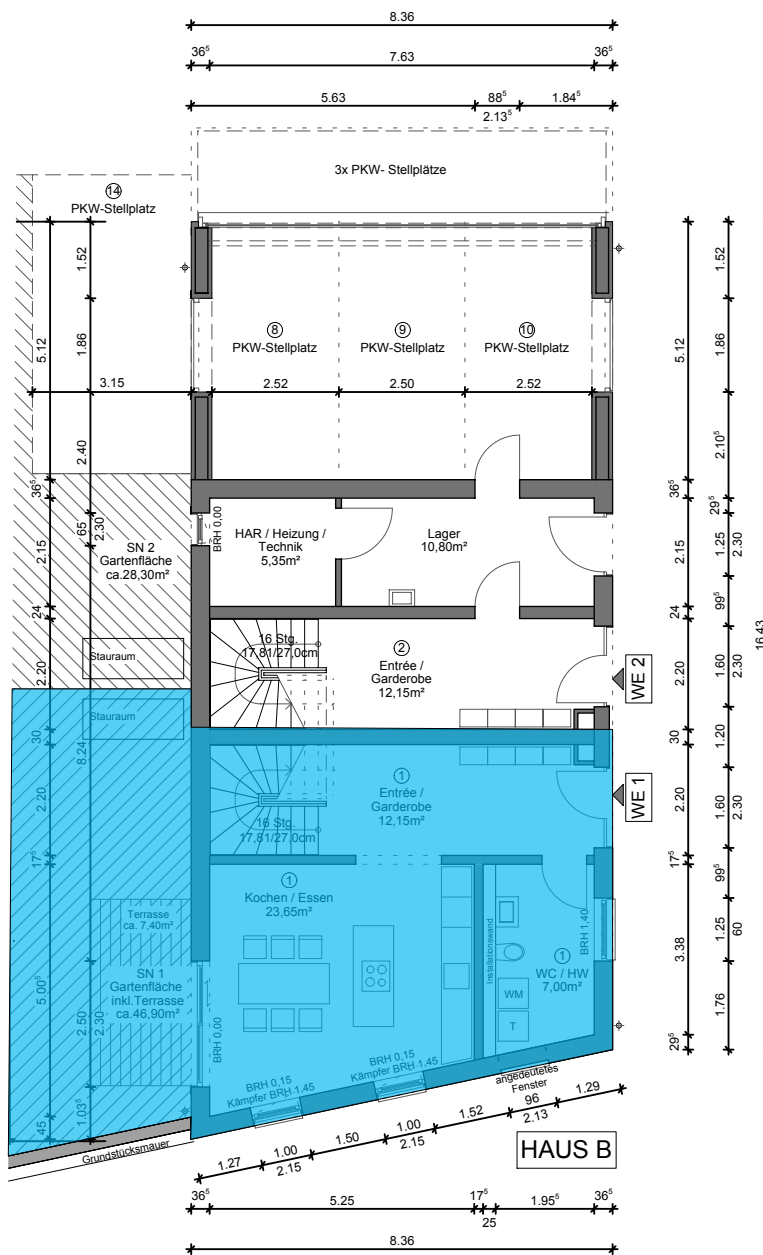 8.36
36⁵ 7.63 36⁵
5.63 88⁵ 1.84⁵
2.13⁵
3x PKW- Stellplätze
14
PKW-Stellplatz
8
PKW-Stellplatz
9
PKW-Stellplatz
10
PKW-Stellplatz
3.15 2.52 2.50 2.52
5.12
1.52
1.86
2.40
5.12
1.52
1.86
2.10⁵
36⁵
65
2.30
2.15
24
2.20
30
8.24
2.20
17⁵
5.00⁵
2.50
2.30
1.03⁵
45
BRH 0,00
HAR / Heizung /
Technik
5,35m²
Lager
10,80m²
SN 2
Gartenfläche
ca.28,30m²
Stauraum
16 Stg.
17,81/27,0cm
2
Entrée /
Garderobe
12,15m²
WE 2
Stauraum
1
Entrée /
Garderobe
12,15m²
16 Stg.
17,81/27,0cm
WE 1
1
Kochen / Essen
23,65m²
Terrasse
ca. 7,40m²
SN 1
Gartenfläche
inkl.Terrasse
ca.46,90m²
BRH 0,00
Installationswand
BRH 1,40
1
WC / HW
7,00m²
WM
T
BRH 0,15
Kämpfer BRH 1,45
BRH 0,15
Kämpfer BRH 1,45
angedeutetes
Fenster
Grundstücksmauer
36⁵
2.15
24
2.20
30
2.20
17⁵
3.38
29⁵
29⁵
1.25
2.30
99⁵
1.60
2.30
1.20
1.60
2.30
99⁵
1.25
60
1.76
16.43
1.27 1.00 1.50 1.00 1.52 96 1.29
2.15 2.15 2.13
HAUS B
36⁵ 5.25 17⁵ 1.95⁵ 36⁵
25
8.36